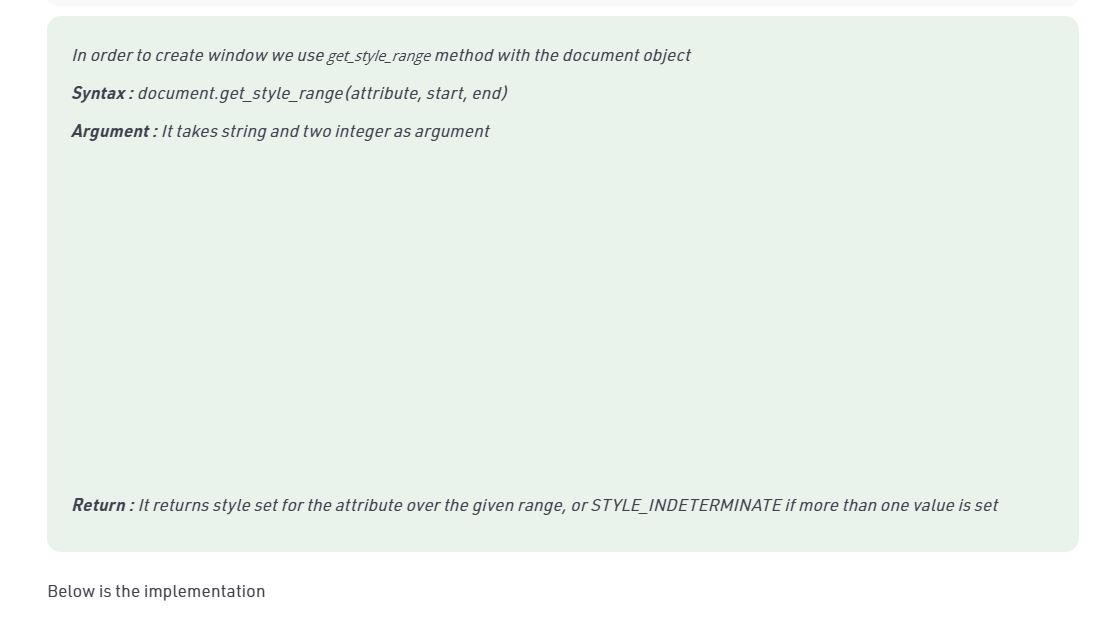 In order to create window we use get_style_range method with the document object
Syntax : document.get_style_range(attribute, start, end)
Argument : It takes string and two integer as argument
Return : It returns style set for the attribute over the given range, or STYLE_INDETERMINATE if more than one value is set
Below is the implementation